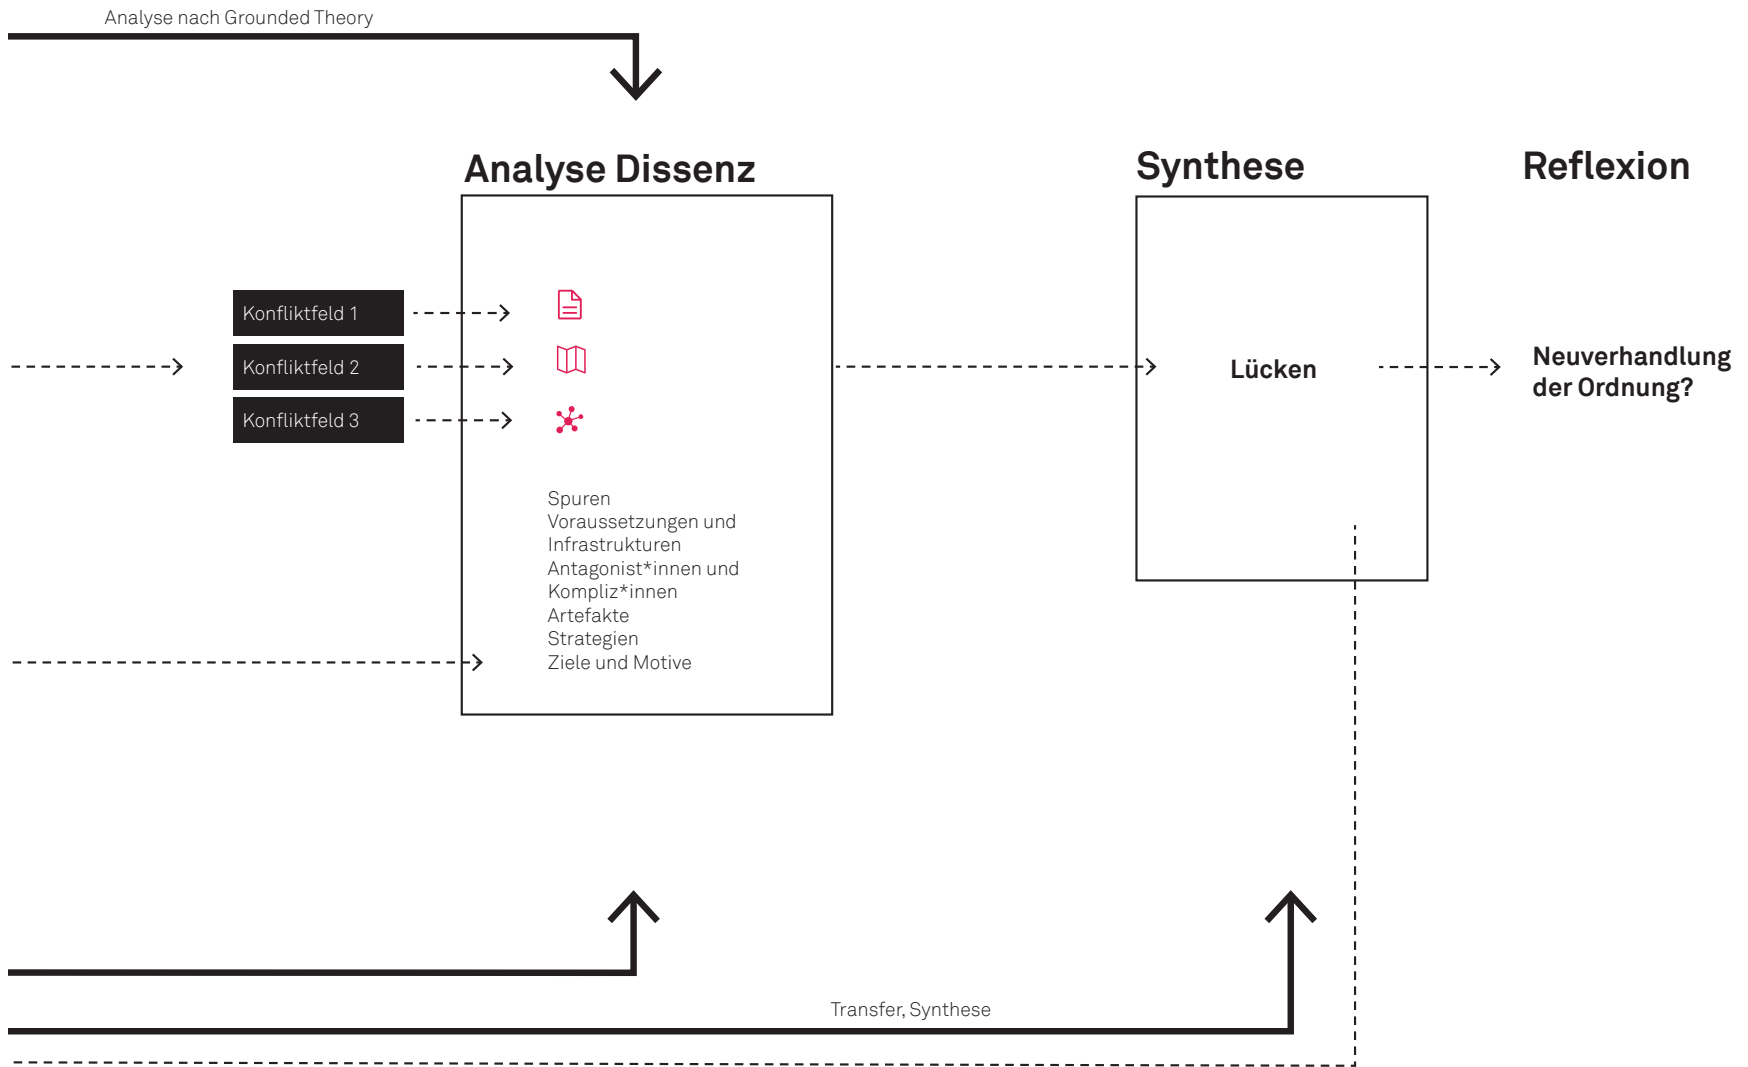 Analyse nach Grounded Theory
Analyse Dissenz
Synthese
Reflexion
Konfliktfeld 1
Konfliktfeld 2
Konfliktfeld 3
Lücken
Neuverhandlung
der Ordnung?
Spuren
Voraussetzungen und
Infrastrukturen
Antagonist*innen und
Kompliz*innen
Artefakte
Strategien
Ziele und Motive
Transfer, Synthese